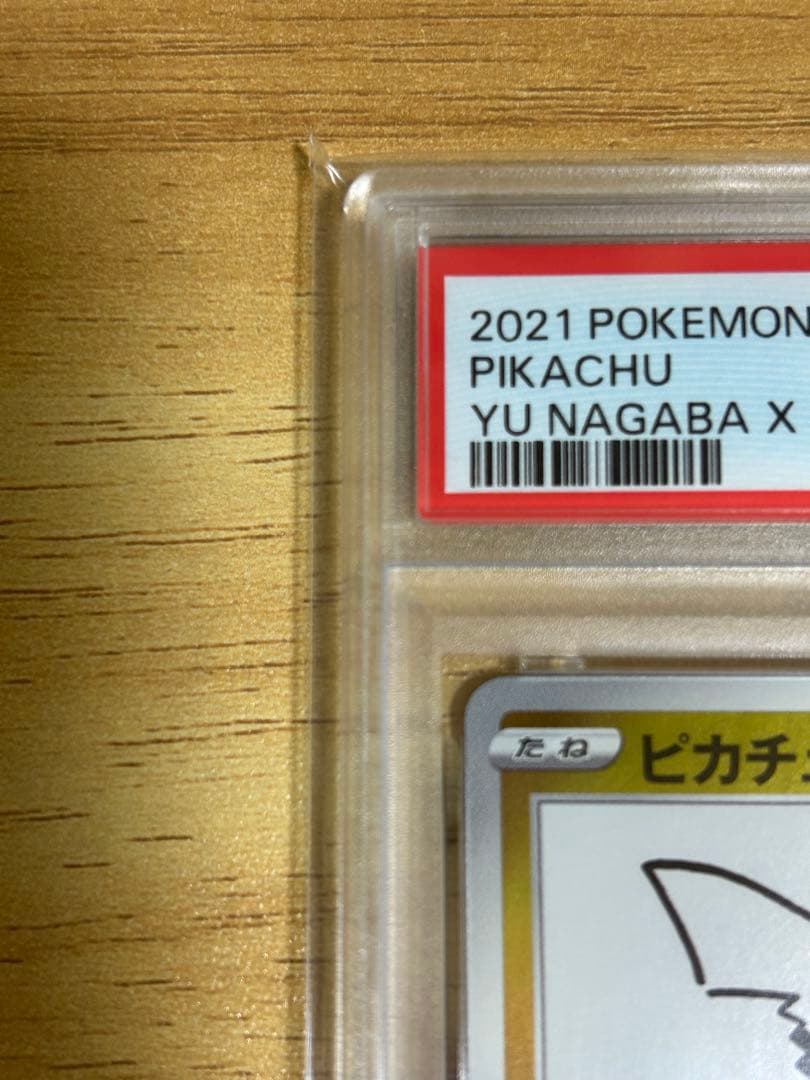 2021 POKEMON
PIKACHU
YU NAGABA X
たね ピカチ